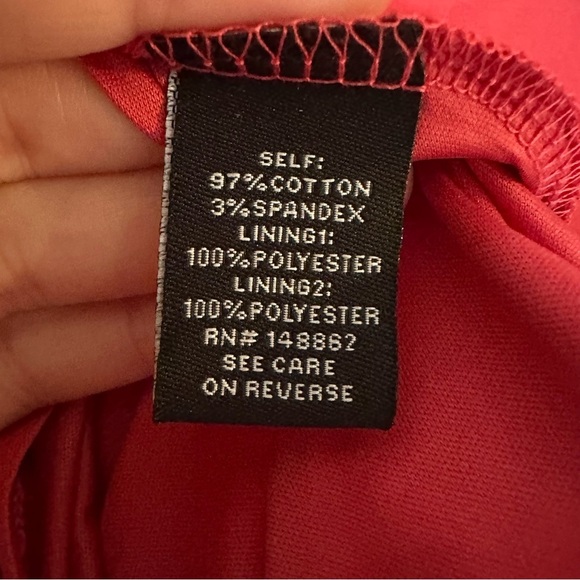 SELF:
97%COTTON
3%SPANDEX
LINING1:
100%POLYESTER
LINING2:
100%POLYESTER
RN# 148862
SEE CARE
ON REVERSE